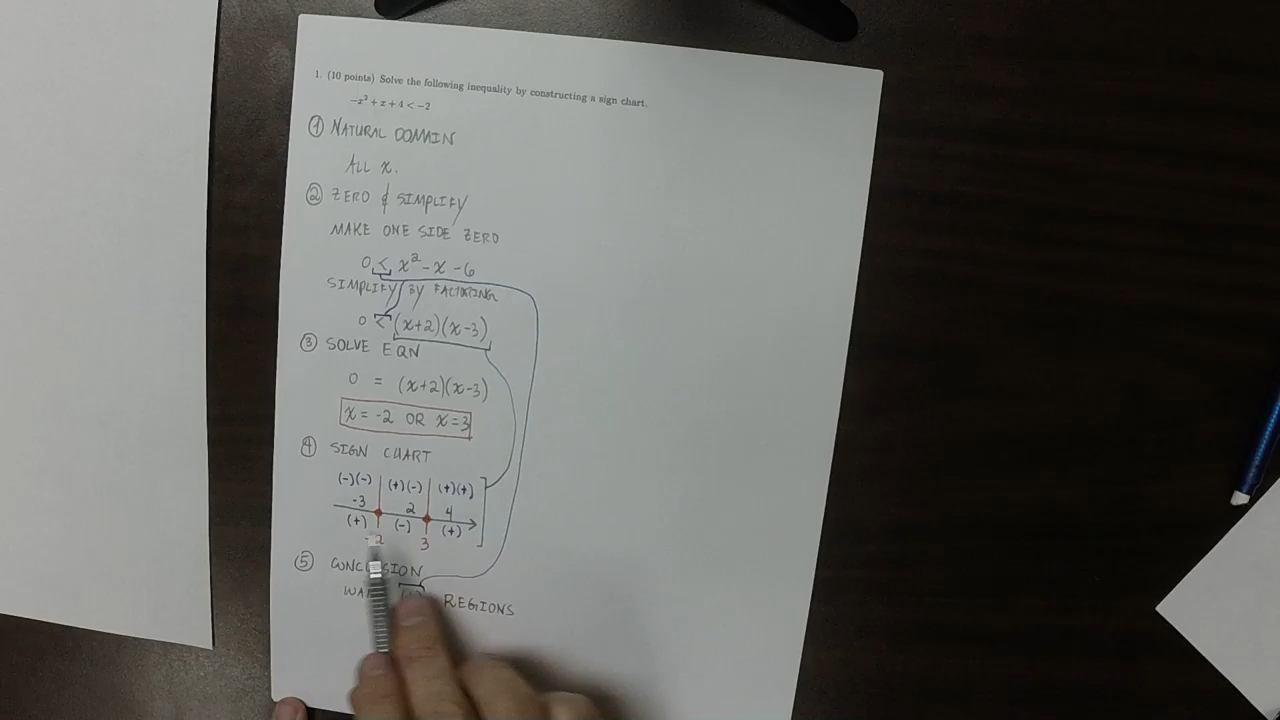 1. (10 points) Solve the following inequality by constructing a sign chart.
-x² + x + 4 < -2
① NATURAL DOMAIN
ALL x.
② ZERO & SIMPLIFY
MAKE ONE SIDE ZERO
0 < x² - x - 6
SIMPLIFY BY FACTORING
0 < (x+2)(x-3)
③ SOLVE EQN
0 = (x+2)(x-3)
x = -2 OR x = 3
④ SIGN CHART
(-)(-) (+)(-) (+)(+)
-3 2 4
(+) (-) (+)
-2 3
⑤ CONCLUSION
REGIONS